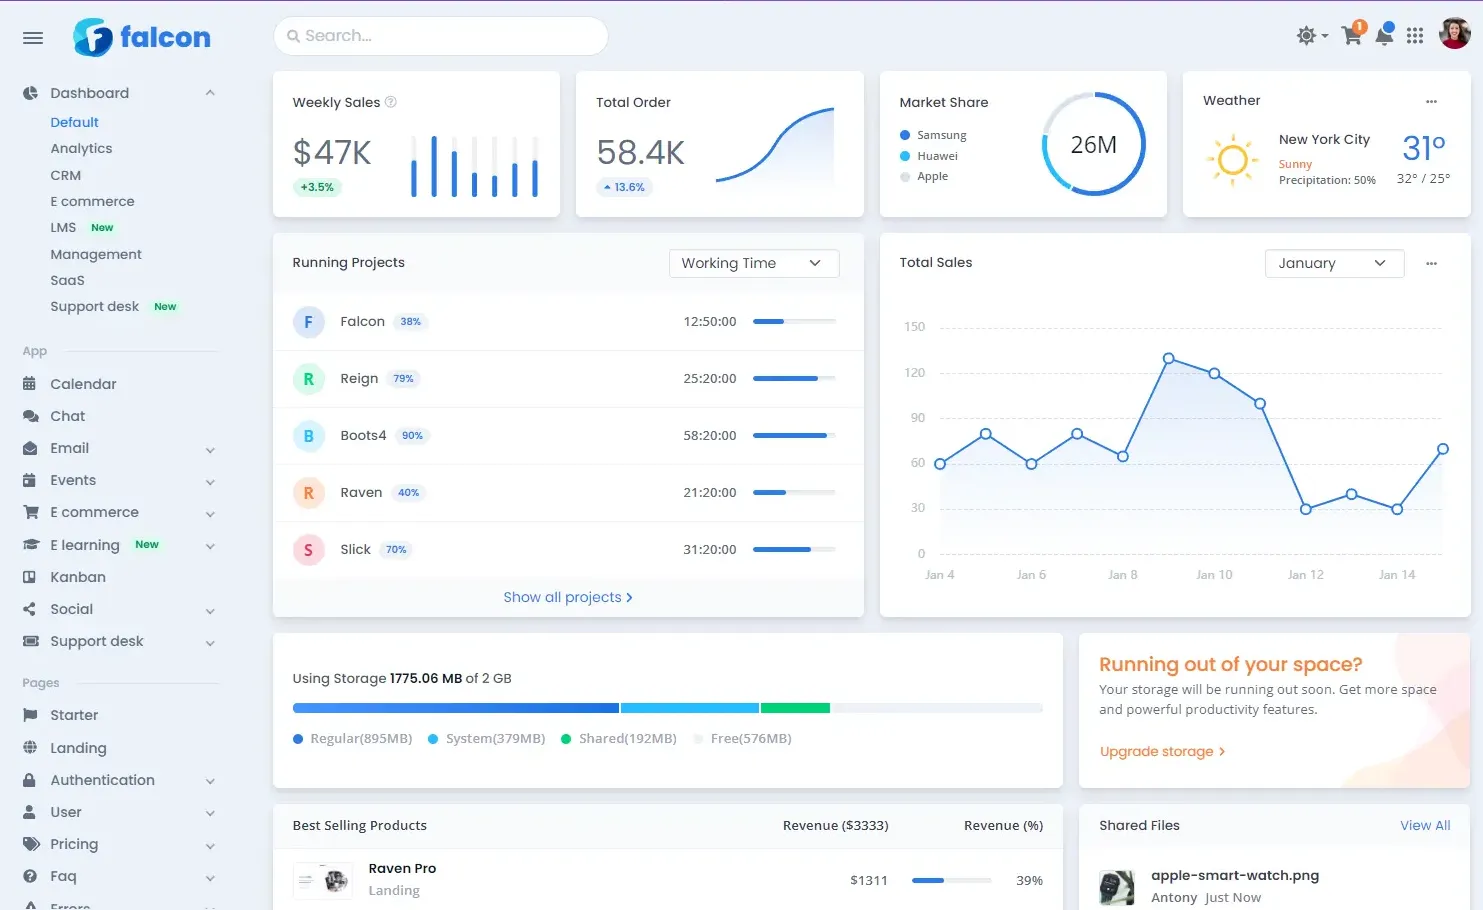 falcon
Search...
1
Dashboard
Default
Analytics
CRM
E commerce
LMS New
Management
SaaS
Support desk New
App
Calendar
Chat
Email
Events
E commerce
E learning New
Kanban
Social
Support desk
Pages
Starter
Landing
Authentication
User
Pricing
Faq
Errors
Weekly Sales ?
$47K
+3.5%
Total Order
58.4K
13.6%
Market Share
Samsung
Huawei
Apple
26M
Weather
New York City
Sunny
Precipitation: 50%
31°
32° / 25°
Running Projects
Working Time
F Falcon 38% 12:50:00
R Reign 79% 25:20:00
B Boots4 90% 58:20:00
R Raven 40% 21:20:00
S Slick 70% 31:20:00
Show all projects
Total Sales
January
150
120
90
60
30
0
Jan 4 Jan 6 Jan 8 Jan 10 Jan 12 Jan 14
Using Storage 1775.06 MB of 2 GB
Regular(895MB) System(379MB) Shared(192MB) Free(576MB)
Running out of your space?
Your storage will be running out soon. Get more space
and powerful productivity features.
Upgrade storage
Best Selling Products Revenue ($3333) Revenue (%)
Raven Pro
Landing
$1311 39%
Shared Files View All
apple-smart-watch.png
Antony Just Now